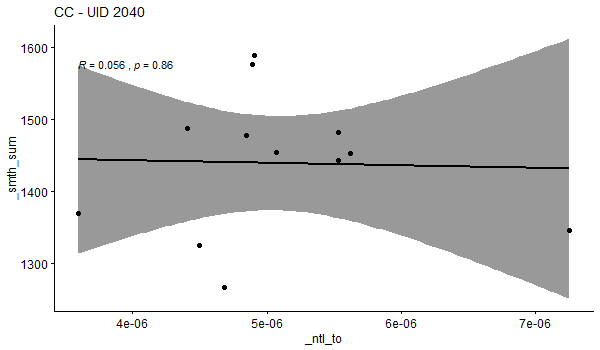 CC - UID 2040
R = 0.056 , p = 0.86
1600
1500
1400
1300
_smth_sum
4e-06 5e-06 6e-06 7e-06
_ntl_to